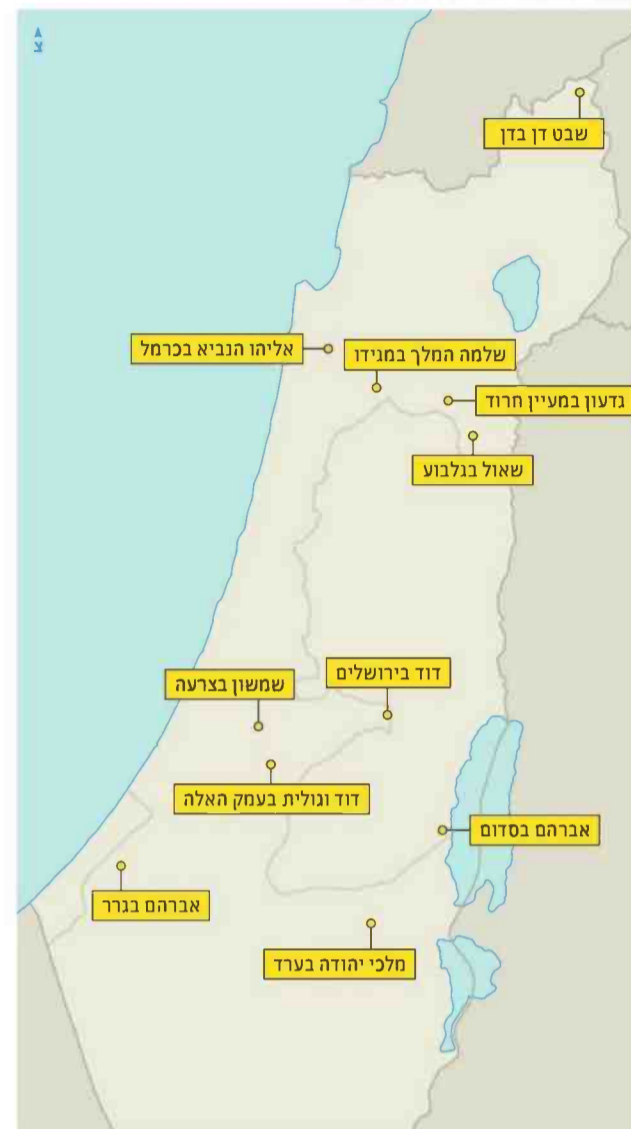 צ
שבט דן בדן
אליהו הנביא בכרמל
שלמה המלך במגידו
גדעון במעיין חרוד
שאול בגלבוע
דוד בירושלים
שמשון בצרעה
דוד וגולית בעמק האלה
אברהם בסדום
אברהם בגרר
מלכי יהודה בערד